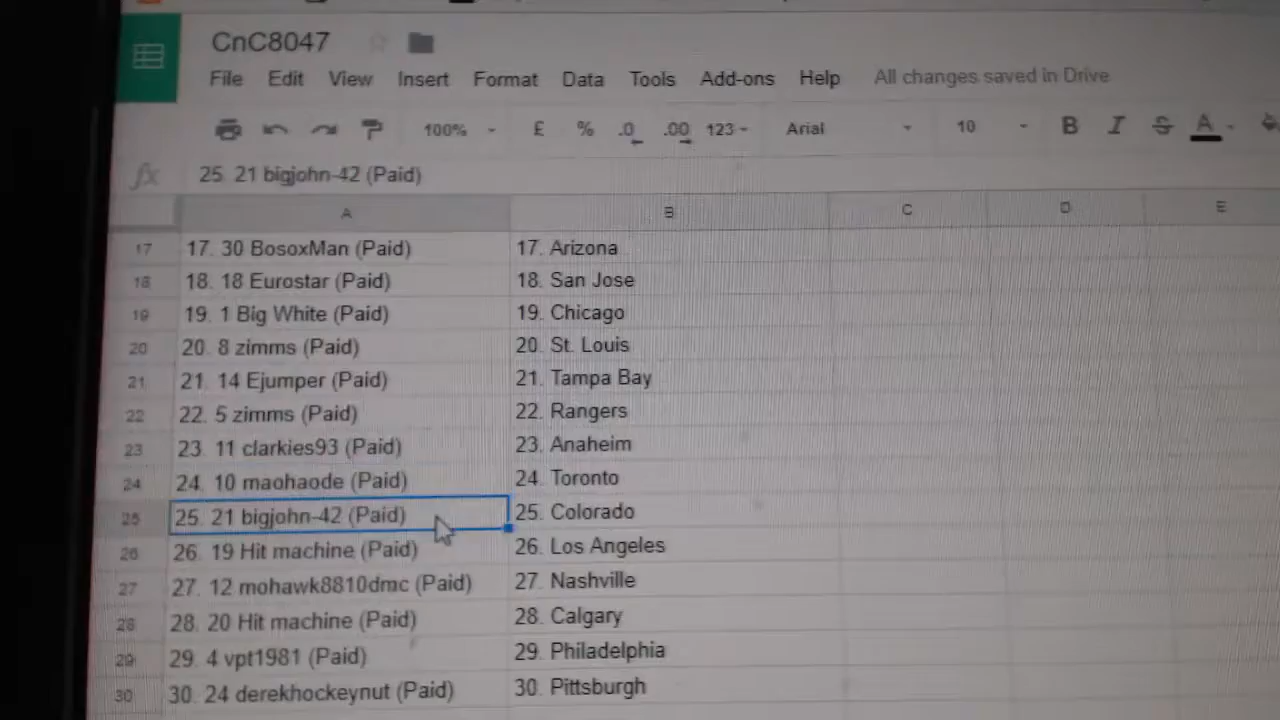 CnC8047
File Edit View Insert Format Data Tools Add-ons Help All changes saved in Drive
100% £ % .0 .00 123 Arial 10 B I S A
fx 25. 21 bigjohn-42 (Paid)
A B C D E
17 17. 30 BosoxMan (Paid) 17. Arizona
18 18. 18 Eurostar (Paid) 18. San Jose
19 19. 1 Big White (Paid) 19. Chicago
20 20. 8 zimms (Paid) 20. St. Louis
21 21. 14 Ejumper (Paid) 21. Tampa Bay
22 22. 5 zimms (Paid) 22. Rangers
23 23. 11 clarkies93 (Paid) 23. Anaheim
24 24. 10 maohaode (Paid) 24. Toronto
25 25. 21 bigjohn-42 (Paid) 25. Colorado
26 26. 19 Hit machine (Paid) 26. Los Angeles
27 27. 12 mohawk8810dmc (Paid) 27. Nashville
28 28. 20 Hit machine (Paid) 28. Calgary
29 29. 4 vpt1981 (Paid) 29. Philadelphia
30 30. 24 derekhockeynut (Paid) 30. Pittsburgh